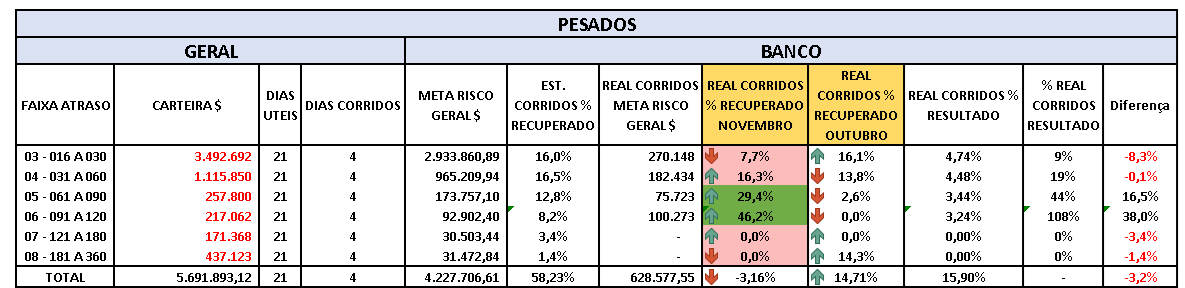 PESADOS
GERAL BANCO
FAIXA ATRASO CARTEIRA $ DIAS UTEIS DIAS CORRIDOS META RISCO GERAL $ EST. CORRIDOS % RECUPERADO REAL CORRIDOS META RISCO GERAL $ REAL CORRIDOS % RECUPERADO NOVEMBRO REAL CORRIDOS % RECUPERADO OUTUBRO REAL CORRIDOS % RESULTADO % REAL CORRIDOS RESULTADO Diferença
03 - 016 A 030 3.492.692 21 4 2.933.860,89 16,0% 270.148 7,7% 16,1% 4,74% 9% -8,3%
04 - 031 A 060 1.115.850 21 4 965.209,94 16,5% 182.434 16,3% 13,8% 4,48% 19% -0,1%
05 - 061 A 090 257.800 21 4 173.757,10 12,8% 75.723 29,4% 2,6% 3,44% 44% 16,5%
06 - 091 A 120 217.062 21 4 92.902,40 8,2% 100.273 46,2% 0,0% 3,24% 108% 38,0%
07 - 121 A 180 171.368 21 4 30.503,44 3,4% - 0,0% 0,0% 0,00% 0% -3,4%
08 - 181 A 360 437.123 21 4 31.472,84 1,4% - 0,0% 14,3% 0,00% 0% -1,4%
TOTAL 5.691.893,12 21 4 4.227.706,61 58,23% 628.577,55 -3,16% 14,71% 15,90% - -3,2%